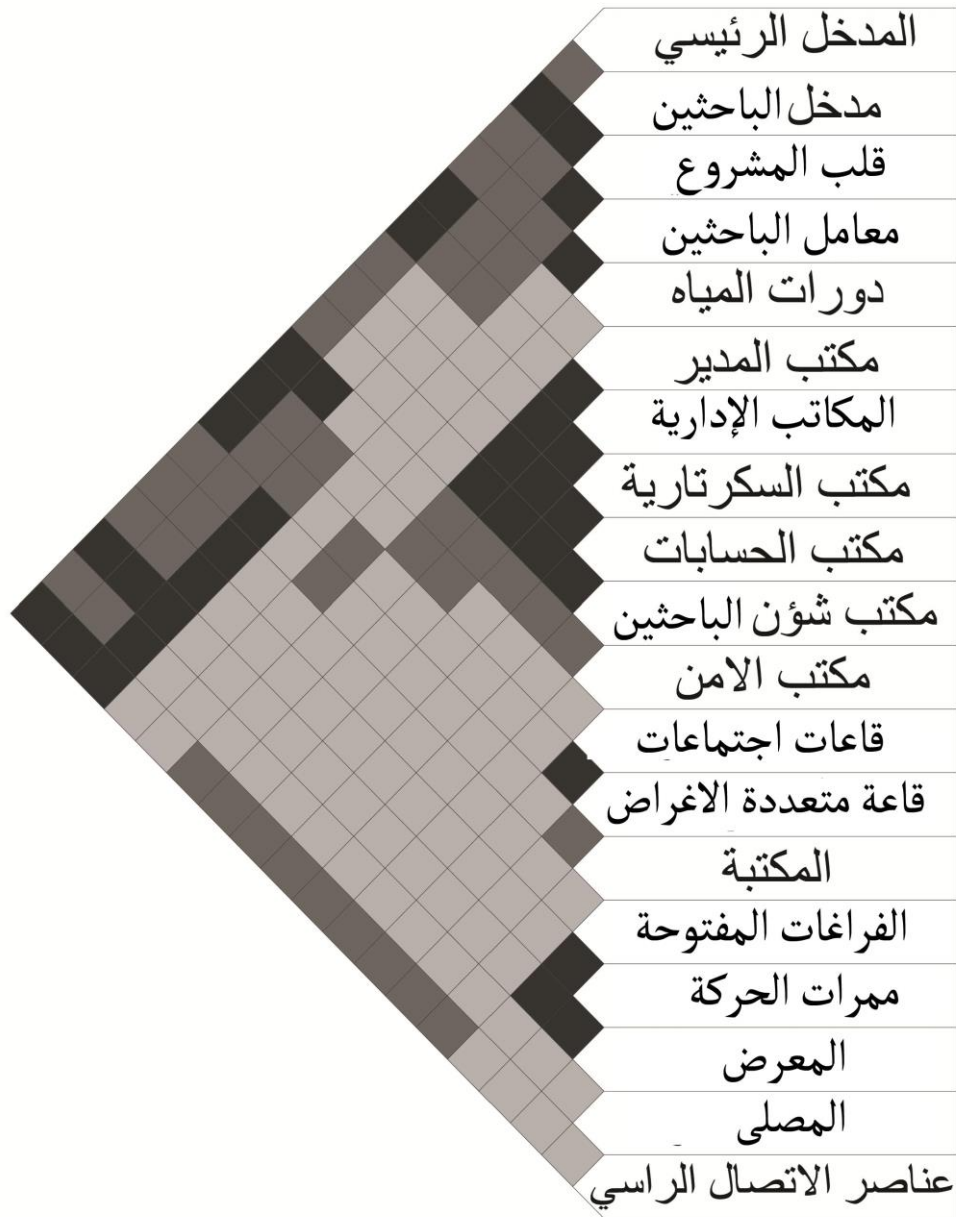 المدخل الرئيسي
مدخل الباحثين
قلب المشروع
معامل الباحثين
دورات المياه
مكتب المدير
المكاتب الإدارية
مكتب السكرتارية
مكتب الحسابات
مكتب شؤن الباحثين
مكتب الامن
قاعات اجتماعات
قاعة متعددة الاغراض
المكتبة
الفراغات المفتوحة
ممرات الحركة
المعرض
المصلى
عناصر الاتصال الراسي